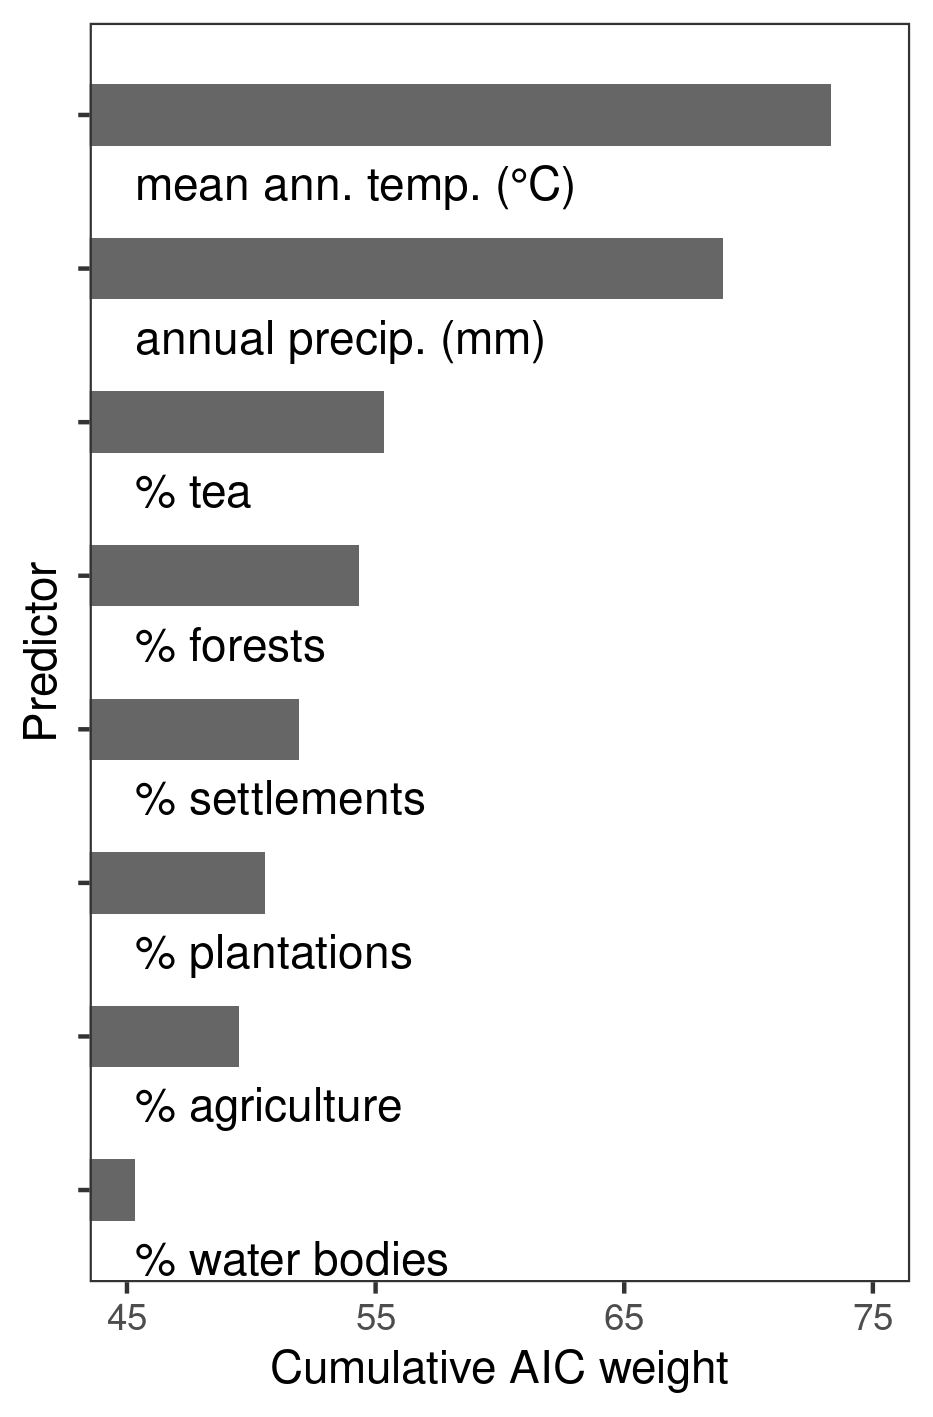 mean ann. temp. (°C)
annual precip. (mm)
% tea
% forests
% settlements
% plantations
% agriculture
% water bodies
Predictor
45 55 65 75
Cumulative AIC weight